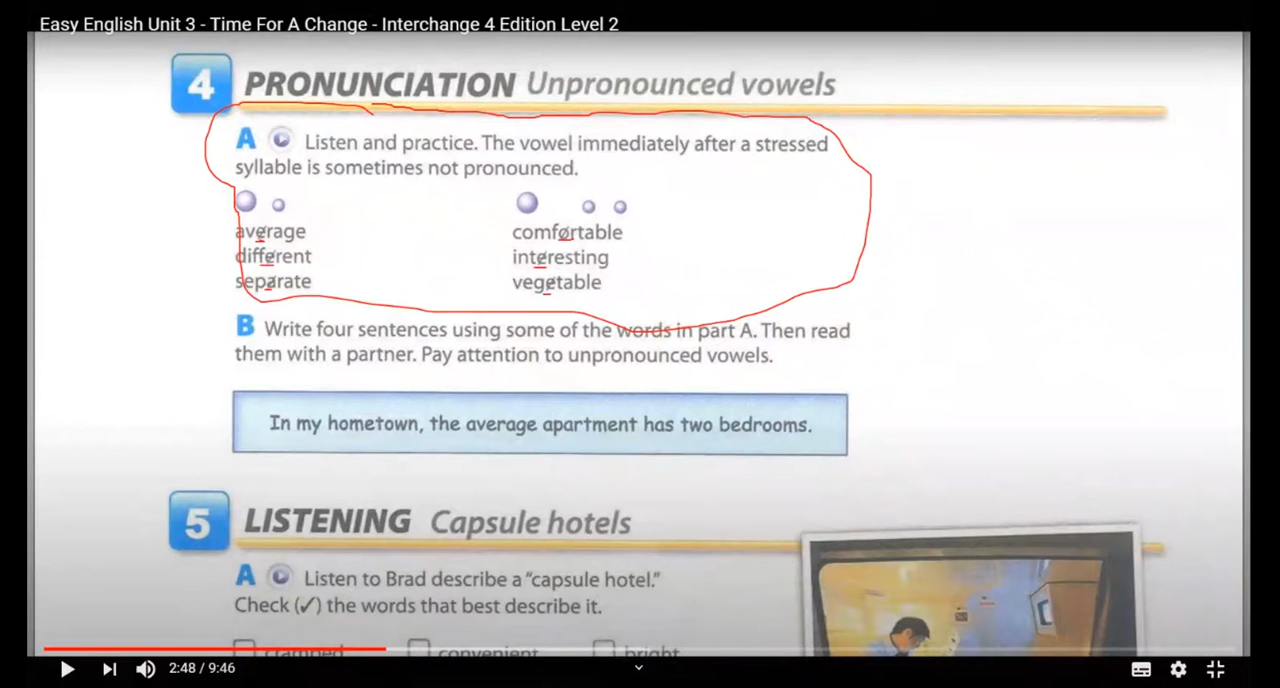 Easy English Unit 3 - Time For A Change - Interchange 4 Edition Level 2
4 PRONUNCIATION Unpronounced vowels
A Listen and practice. The vowel immediately after a stressed
syllable is sometimes not pronounced.
average
different
separate
comfortable
interesting
vegetable
B Write four sentences using some of the words in part A. Then read
them with a partner. Pay attention to unpronounced vowels.
In my hometown, the average apartment has two bedrooms.
5 LISTENING Capsule hotels
A Listen to Brad describe a “capsule hotel.”
Check (✓) the words that best describe it.
cramped convenient bright
2:48 / 9:46